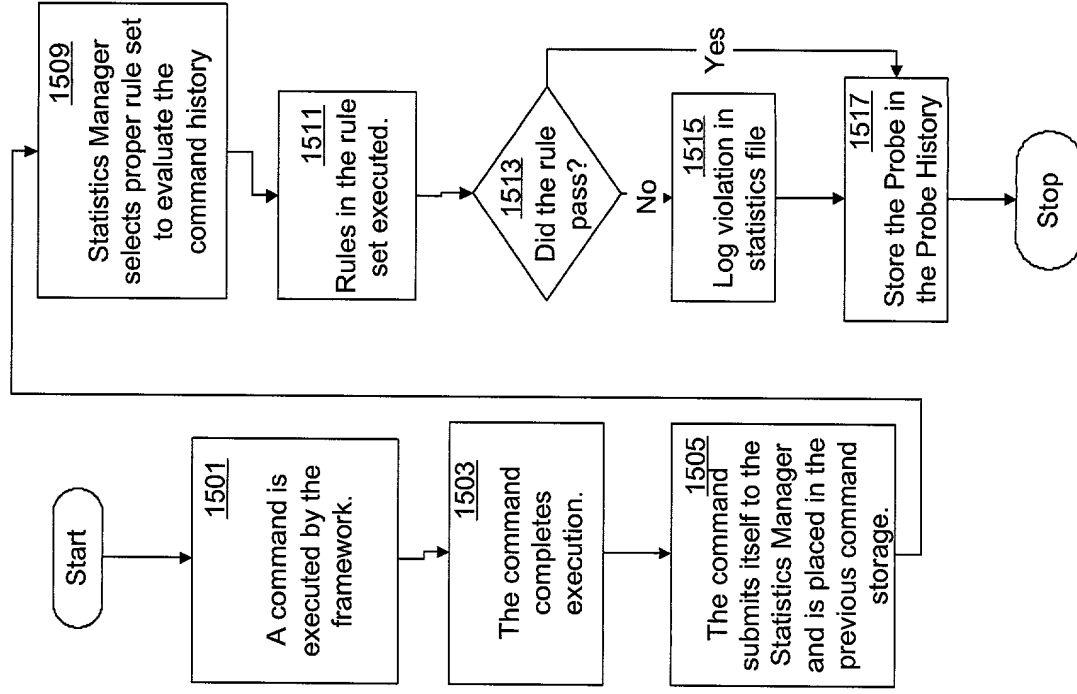 Start
1501
A command is
executed by the
framework.
1503
The command
completes
execution.
1505
The command
submits itself to the
Statistics Manager
and is placed in the
previous command
storage.
1509
Statistics Manager
selects proper rule set
to evaluate the
command history
1511
Rules in the rule
set executed.
1513
Did the rule
pass?
Yes
No
1515
Log violation in
statistics file
1517
Store the Probe in
the Probe History
Stop